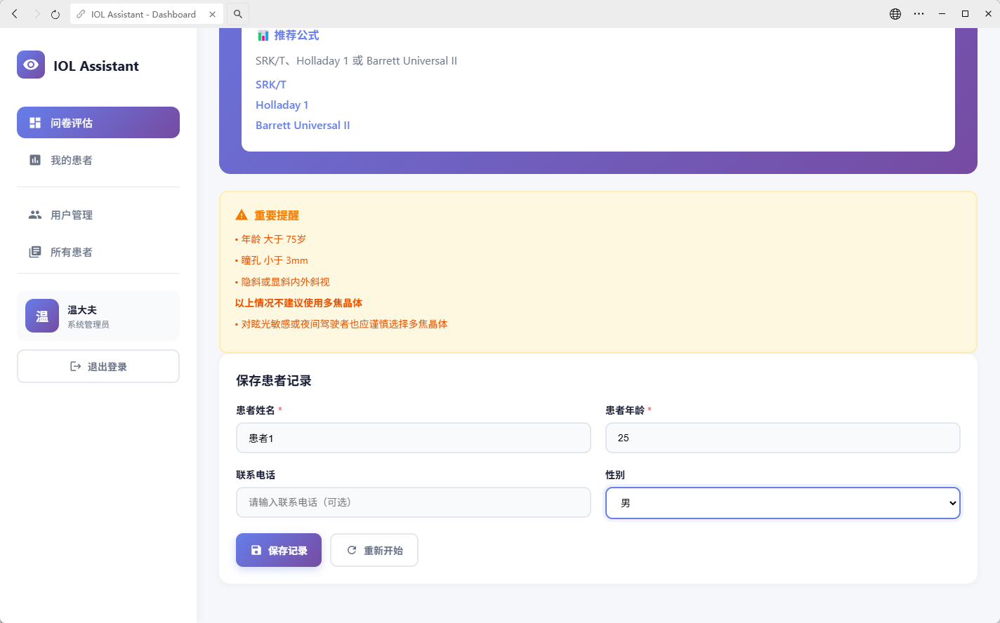 IOL Assistant - Dashboard
IOL Assistant
问卷评估
我的患者
用户管理
所有患者
温
温大夫
系统管理员
退出登录
推荐公式
SRK/T、Holladay 1 或 Barrett Universal II
SRK/T
Holladay 1
Barrett Universal II
重要提醒
• 年龄 大于 75岁
• 瞳孔 小于 3mm
• 隐斜或显斜内外斜视
以上情况不建议使用多焦晶体
• 对眩光敏感或夜间驾驶者也应谨慎选择多焦晶体
保存患者记录
患者姓名 *
患者1
患者年龄 *
25
联系电话
请输入联系电话（可选）
性别
男
保存记录
重新开始